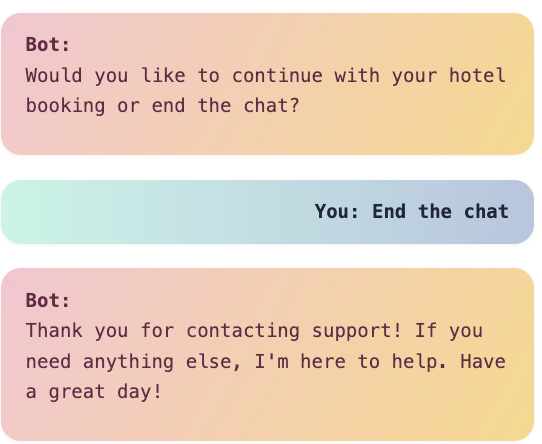 Bot:
Would you like to continue with your hotel
booking or end the chat?
You: End the chat
Bot:
Thank you for contacting support! If you
need anything else, I'm here to help. Have
a great day!